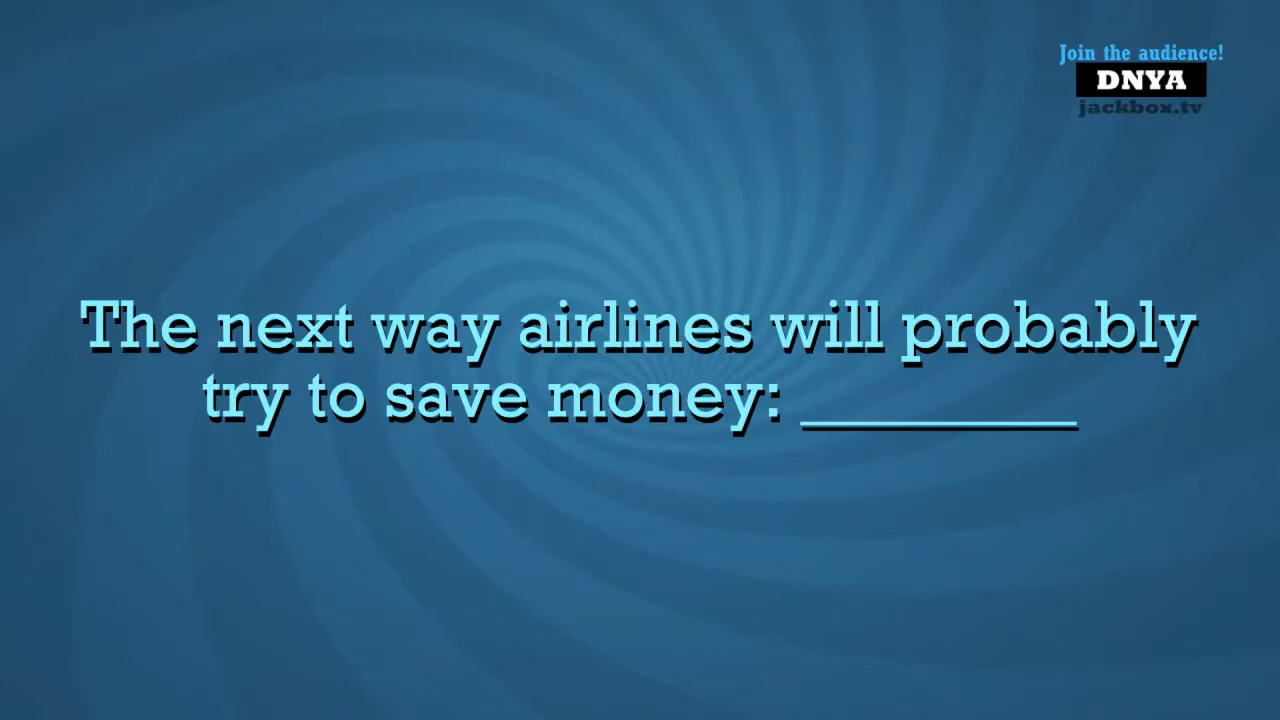 Join the audience!
DNYA
jackbox.tv
The next way airlines will probably
try to save money: ________